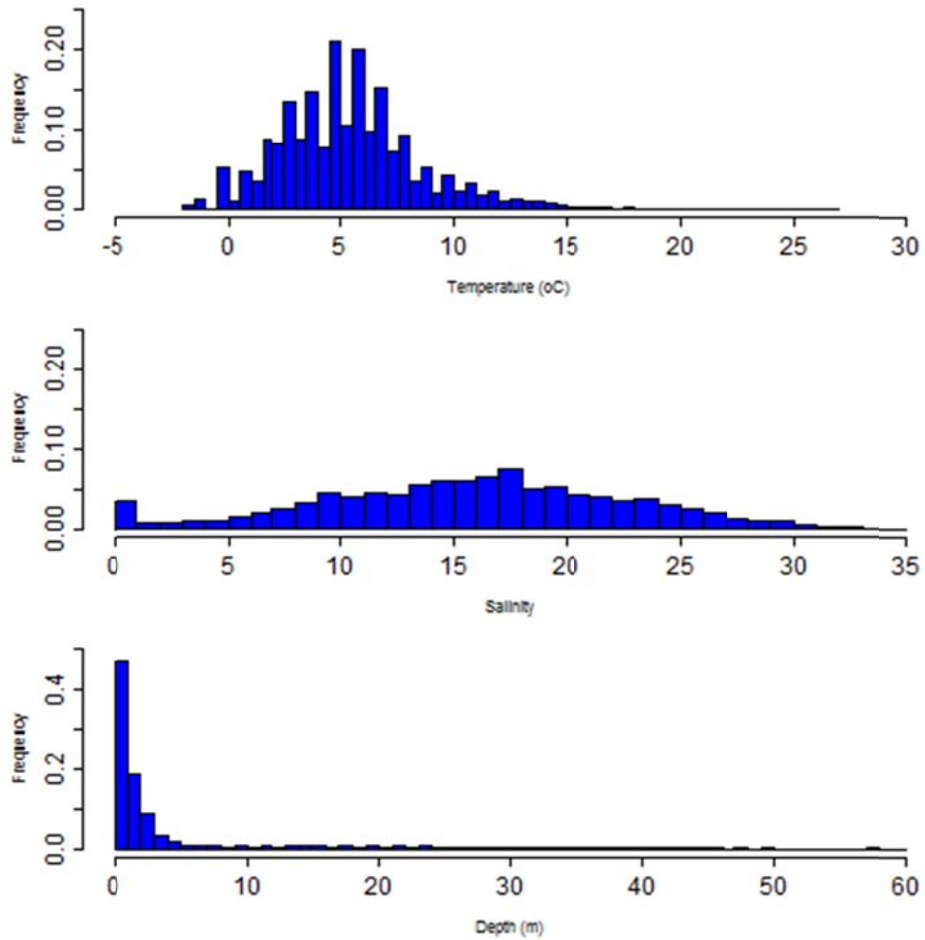 Frequency
0.00 0.10 0.20
-5 0 5 10 15 20 25 30
Temperature (oC)
Frequency
0.00 0.10 0.20
0 5 10 15 20 25 30 35
Salinity
Frequency
0.0 0.2 0.4
0 10 20 30 40 50 60
Depth (m)